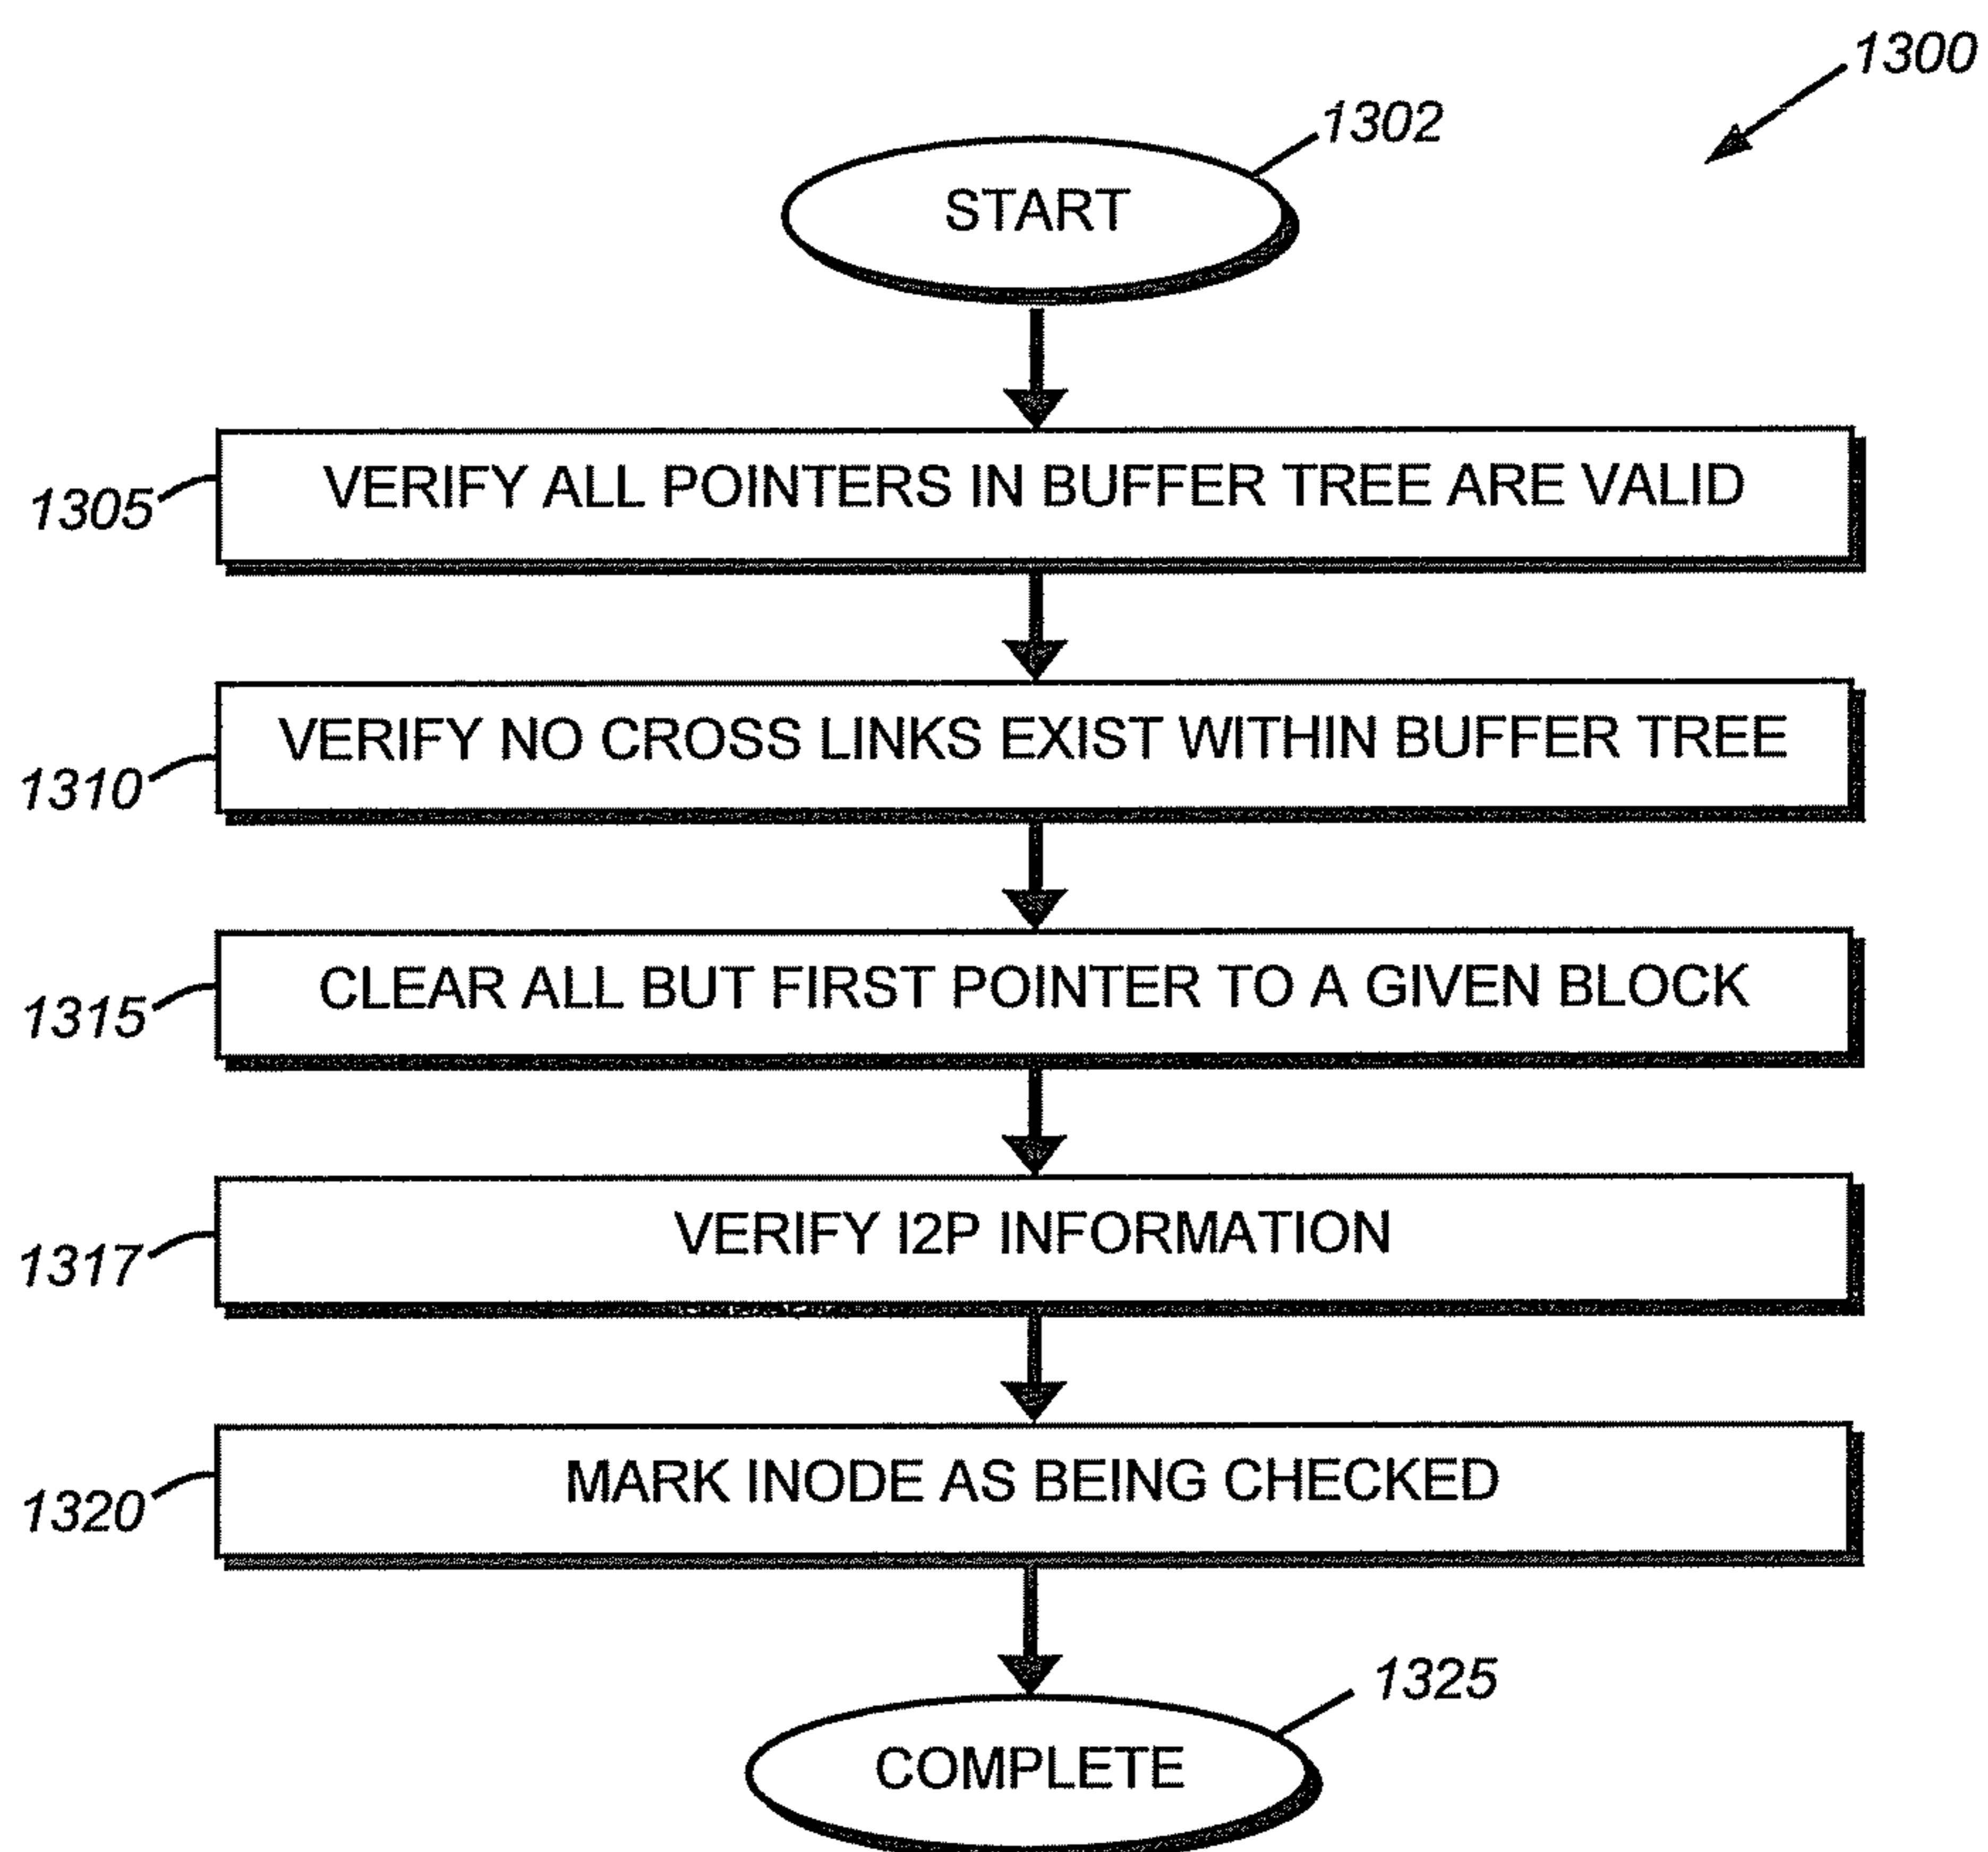 1300
1302
START
1305
VERIFY ALL POINTERS IN BUFFER TREE ARE VALID
1310
VERIFY NO CROSS LINKS EXIST WITHIN BUFFER TREE
1315
CLEAR ALL BUT FIRST POINTER TO A GIVEN BLOCK
1317
VERIFY I2P INFORMATION
1320
MARK INODE AS BEING CHECKED
1325
COMPLETE